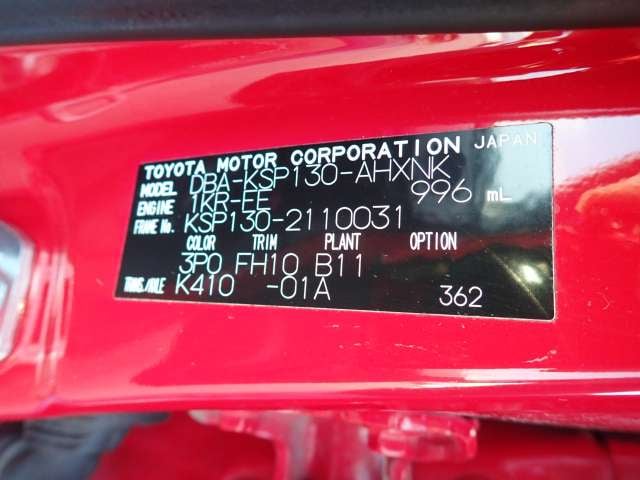 TOYOTA MOTOR CORPORATION JAPAN
MODEL DBA-KSP130-AHXNK
ENGINE 1KR-FE 996 mL
FRAME No. KSP130-2110031
COLOR TRIM PLANT OPTION
3P0 FH10 B11
TRANS/AXLE K410 -01A 362